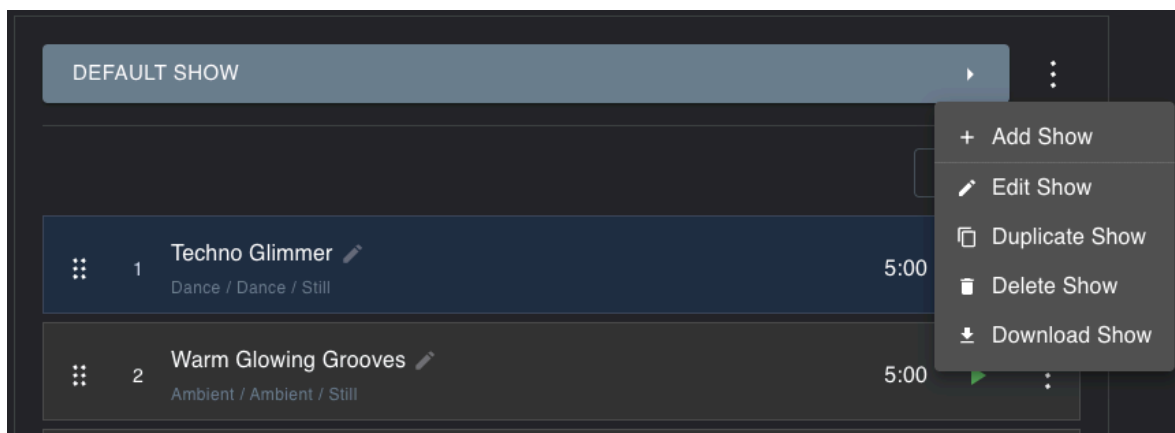 DEFAULT SHOW
Add Show
Edit Show
Duplicate Show
Delete Show
Download Show
1
Techno Glimmer
Dance / Dance / Still
5:00
2
Warm Glowing Grooves
Ambient / Ambient / Still
5:00